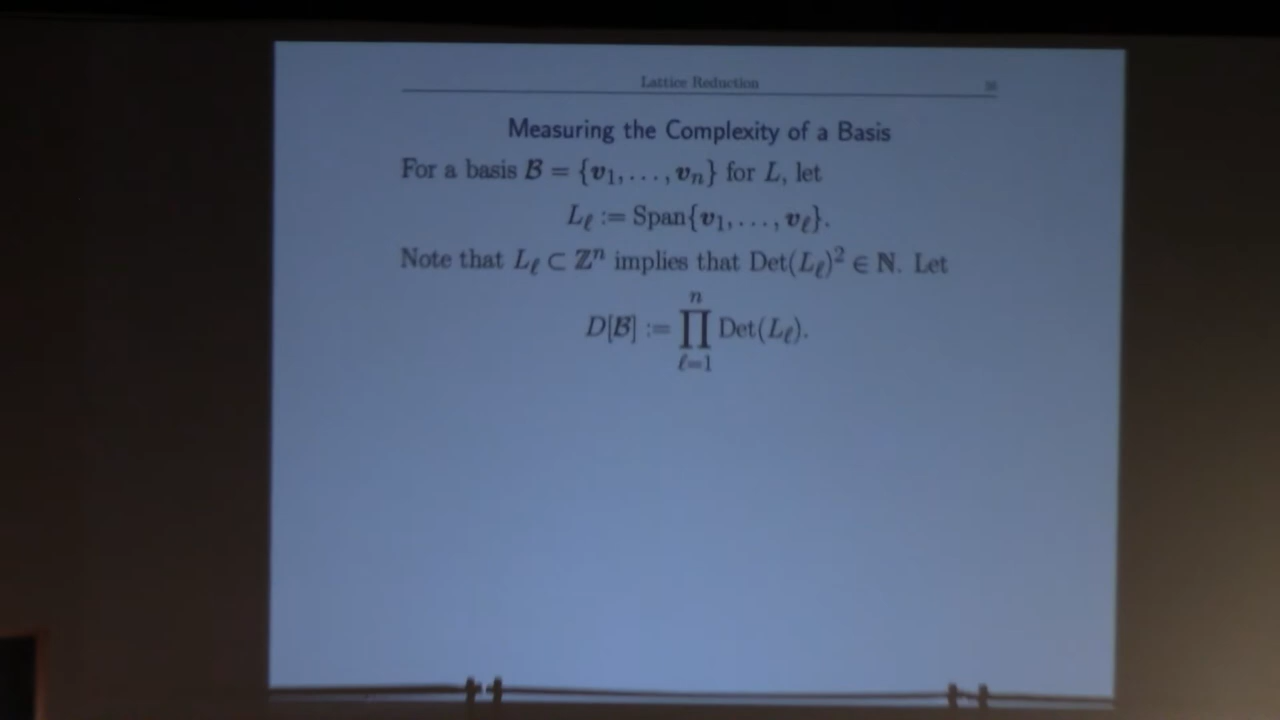 Lattice Reduction
Measuring the Complexity of a Basis
For a basis 𝓑 = {𝒗₁, . . . , 𝒗ₙ} for L, let
L_ℓ := Span{𝒗₁, . . . , 𝒗_ℓ}.
Note that L_ℓ ⊂ ℤⁿ implies that Det(L_ℓ)² ∈ ℕ. Let
D[𝓑] := ∏_{ℓ=1}^{n} Det(L_ℓ).